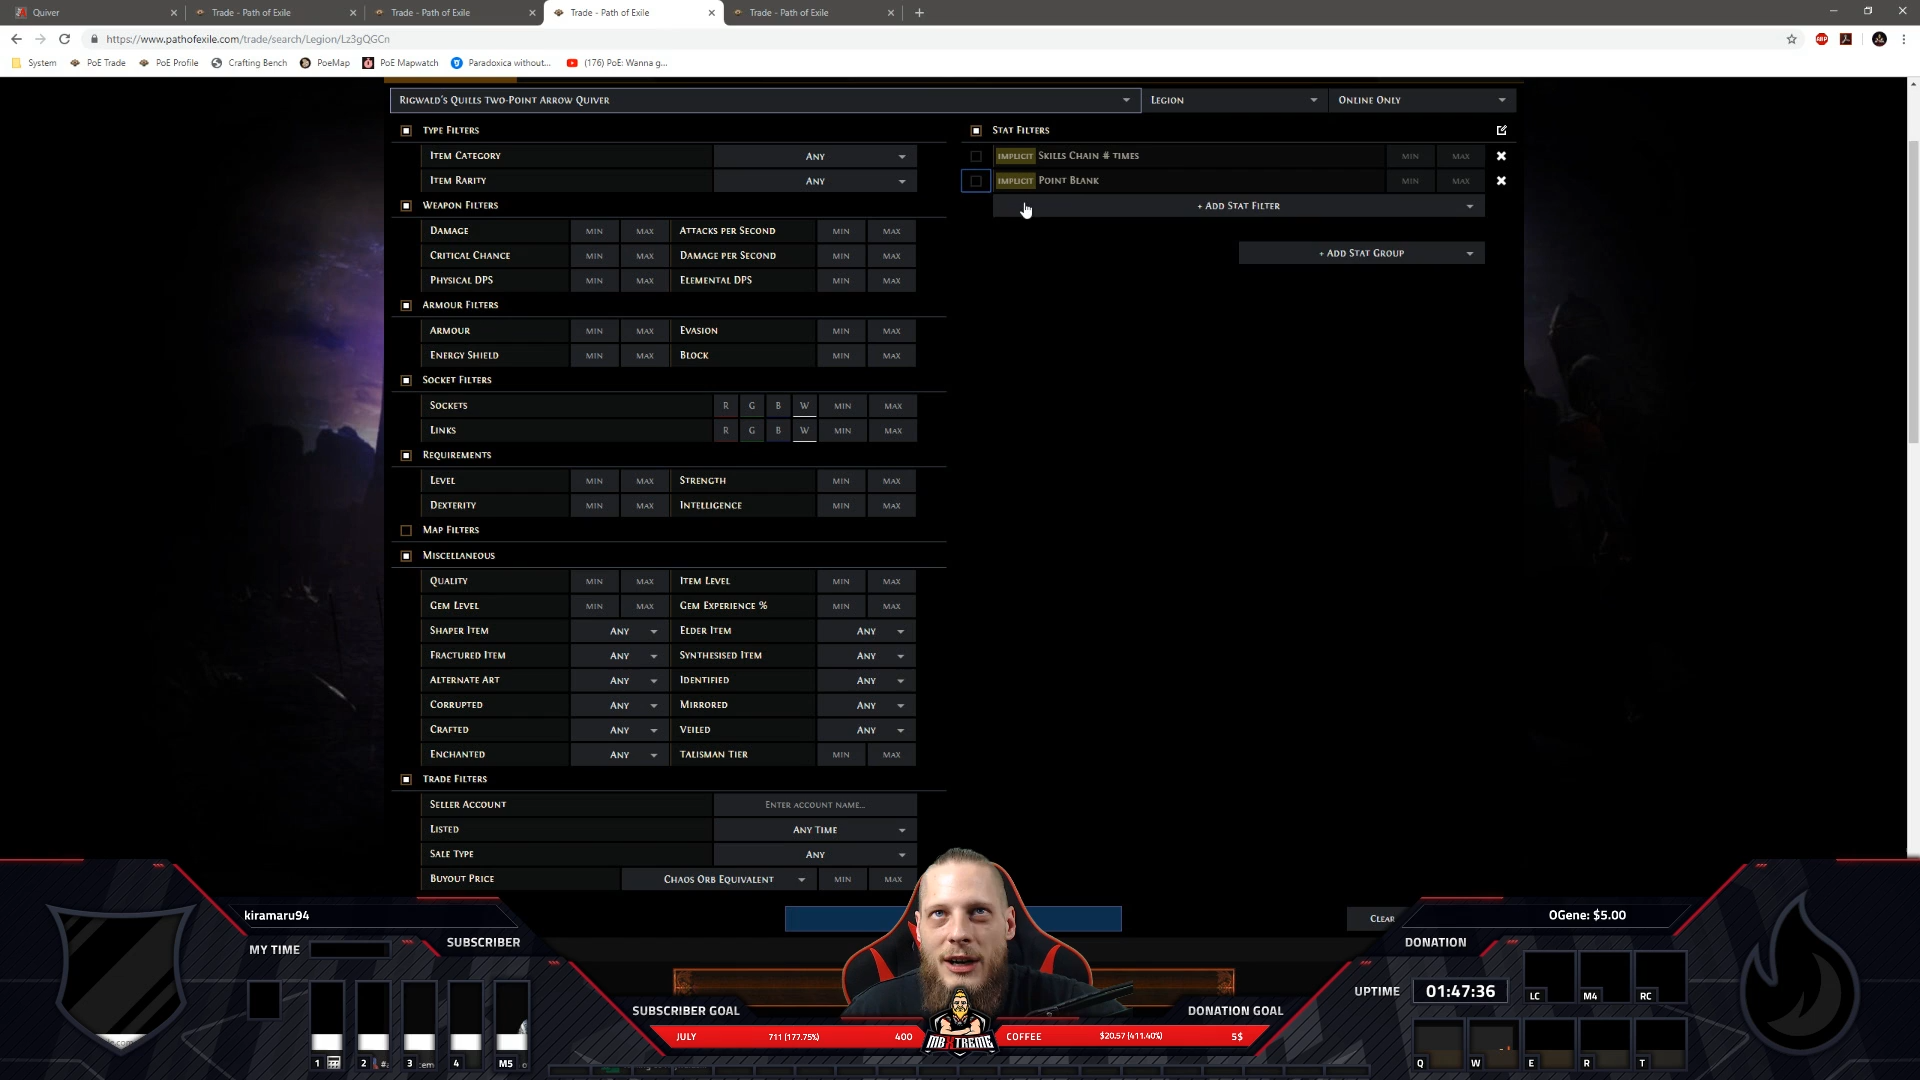 Quiver
Trade - Path of Exile
Trade - Path of Exile
Trade - Path of Exile
Trade - Path of Exile
https://www.pathofexile.com/trade/search/Legion/Lz3gQGCn
System
PoE Trade
PoE Profile
Crafting Bench
PoeMap
PoE Mapwatch
Paradoxica without...
(176) PoE: Wanna g...
Rigwald's Quills Two-Point Arrow Quiver
Legion
Online Only
Type Filters
Item Category Any
Item Rarity Any
Weapon Filters
Damage MIN MAX Attacks per Second MIN MAX
Critical Chance MIN MAX Damage per Second MIN MAX
Physical DPS MIN MAX Elemental DPS MIN MAX
Armour Filters
Armour MIN MAX Evasion MIN MAX
Energy Shield MIN MAX Block MIN MAX
Socket Filters
Sockets R G B W MIN MAX
Links R G B W MIN MAX
Requirements
Level MIN MAX Strength MIN MAX
Dexterity MIN MAX Intelligence MIN MAX
Map Filters
Miscellaneous
Quality MIN MAX Item Level MIN MAX
Gem Level MIN MAX Gem Experience % MIN MAX
Shaper Item Any Elder Item Any
Fractured Item Any Synthesised Item Any
Alternate Art Any Identified Any
Corrupted Any Mirrored Any
Crafted Any Veiled Any
Enchanted Any Talisman Tier MIN MAX
Trade Filters
Seller Account Enter account name...
Listed Any Time
Sale Type Any
Buyout Price Chaos Orb Equivalent MIN MAX
Stat Filters
IMPLICIT Skills Chain # times MIN MAX
IMPLICIT Point Blank MIN MAX
+ Add Stat Filter
+ Add Stat Group
Clear
kiramaru94
MY TIME
SUBSCRIBER
1 2 3 4 M5
SUBSCRIBER GOAL
JULY 711 (177.75%) 400
MBXTREME
DONATION GOAL
COFFEE $20.57 (411.40%) 5$
OGene: $5.00
DONATION
UPTIME 01:47:36
LC M4 RC
Q W E R T